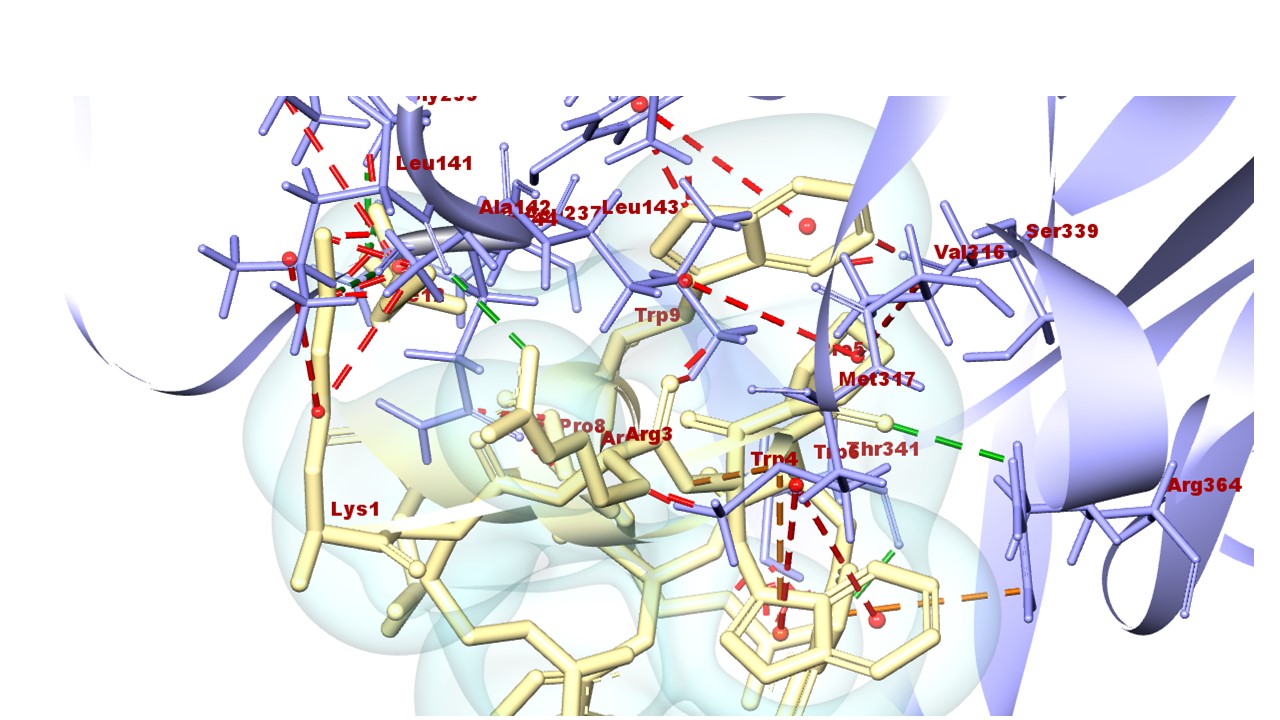 Leu141
Ala142
Leu143
Ser339
Val316
Trp9
Met317
Pro8
Arg3
Trp4
Thr341
Arg364
Lys1